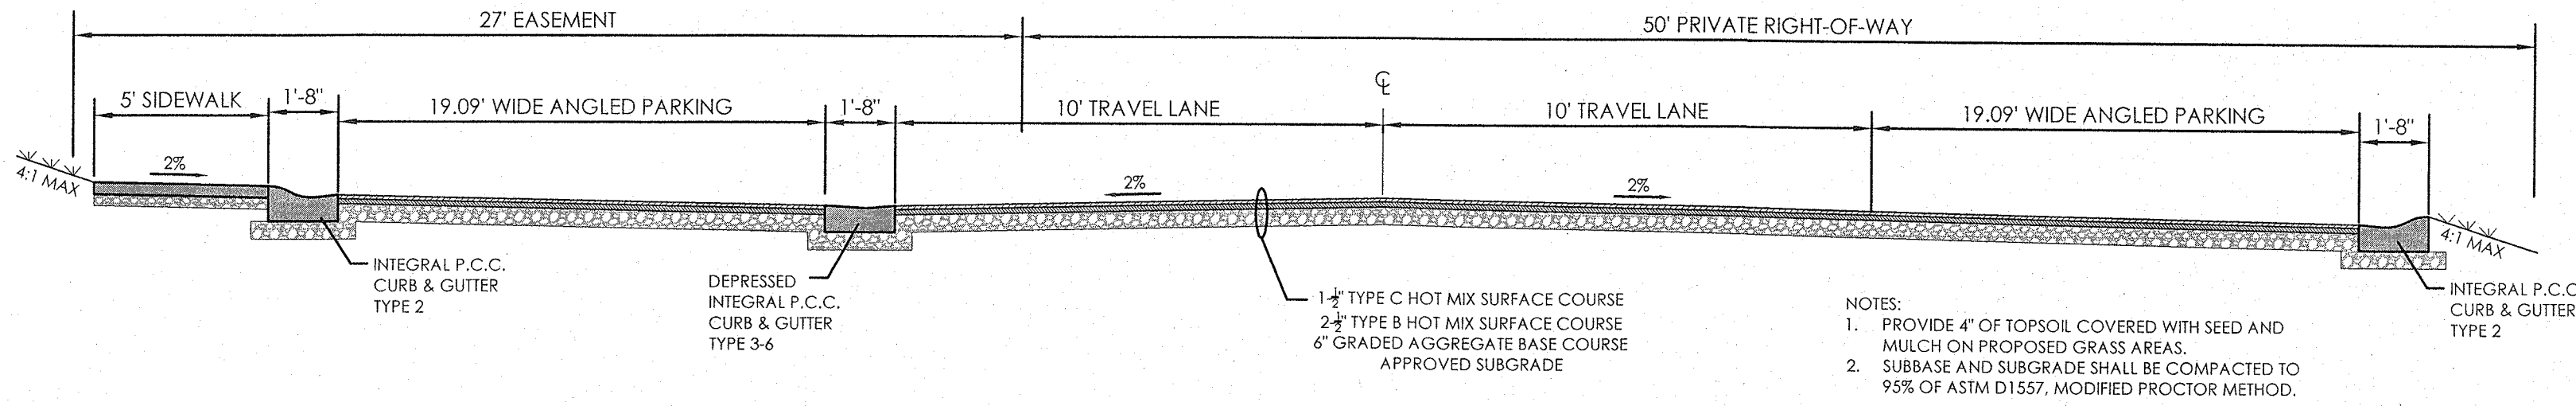 27' EASEMENT
50' PRIVATE RIGHT-OF-WAY
℄
5' SIDEWALK
1'-8"
19.09' WIDE ANGLED PARKING
1'-8"
10' TRAVEL LANE
10' TRAVEL LANE
19.09' WIDE ANGLED PARKING
1'-8"
4:1 MAX
2%
2%
2%
4:1 MAX
INTEGRAL P.C.C.
CURB & GUTTER
TYPE 2
DEPRESSED
INTEGRAL P.C.C.
CURB & GUTTER
TYPE 3-6
1-½" TYPE C HOT MIX SURFACE COURSE
2-½" TYPE B HOT MIX SURFACE COURSE
6" GRADED AGGREGATE BASE COURSE
APPROVED SUBGRADE
NOTES:
1. PROVIDE 4" OF TOPSOIL COVERED WITH SEED AND
MULCH ON PROPOSED GRASS AREAS.
2. SUBBASE AND SUBGRADE SHALL BE COMPACTED TO
95% OF ASTM D1557, MODIFIED PROCTOR METHOD.
INTEGRAL P.C.C
CURB & GUTTER
TYPE 2